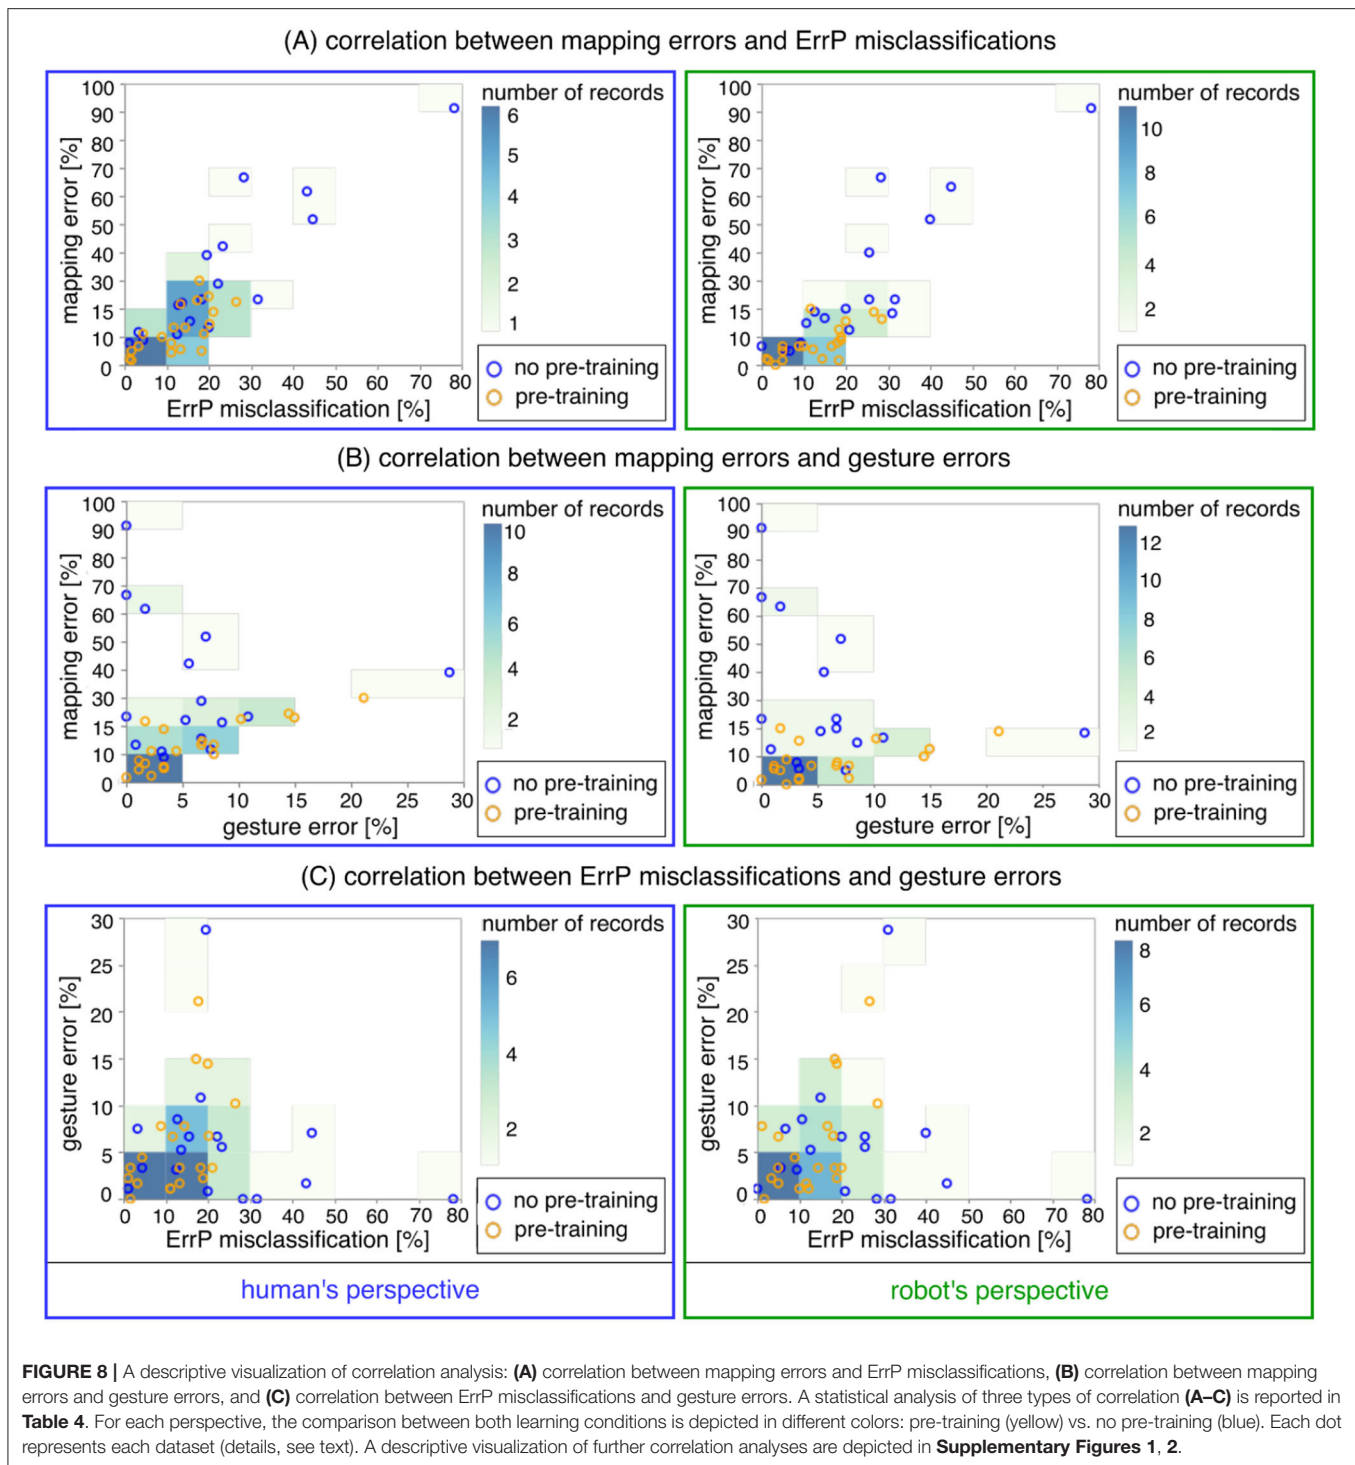 (A) correlation between mapping errors and ErrP misclassifications
100
90
80
70
60
50
40
30
15
10
0
mapping error [%]
0 10 20 30 40 50 60 70 80
ErrP misclassification [%]
number of records
6
5
4
3
2
1
no pre-training
pre-training
100
90
80
70
60
50
40
30
15
10
0
mapping error [%]
0 10 20 30 40 50 60 70 80
ErrP misclassification [%]
number of records
10
8
6
4
2
no pre-training
pre-training
(B) correlation between mapping errors and gesture errors
100
90
80
70
60
50
40
30
20
10
0
mapping error [%]
0 5 10 15 20 25 30
gesture error [%]
number of records
10
8
6
4
2
no pre-training
pre-training
100
90
80
70
60
50
40
30
15
10
0
mapping error [%]
0 5 10 15 20 25 30
gesture error [%]
number of records
12
10
8
6
4
2
no pre-training
pre-training
(C) correlation between ErrP misclassifications and gesture errors
30
25
20
15
10
5
0
gesture error [%]
0 10 20 30 40 50 60 70 80
ErrP misclassification [%]
number of records
6
4
2
no pre-training
pre-training
human's perspective
30
25
20
15
10
5
0
gesture error [%]
0 10 20 30 40 50 60 70 80
ErrP misclassification [%]
number of records
8
6
4
2
no pre-training
pre-training
robot's perspective
FIGURE 8 | A descriptive visualization of correlation analysis: (A) correlation between mapping errors and ErrP misclassifications, (B) correlation between mapping
errors and gesture errors, and (C) correlation between ErrP misclassifications and gesture errors. A statistical analysis of three types of correlation (A–C) is reported in
Table 4. For each perspective, the comparison between both learning conditions is depicted in different colors: pre-training (yellow) vs. no pre-training (blue). Each dot
represents each dataset (details, see text). A descriptive visualization of further correlation analyses are depicted in Supplementary Figures 1, 2.